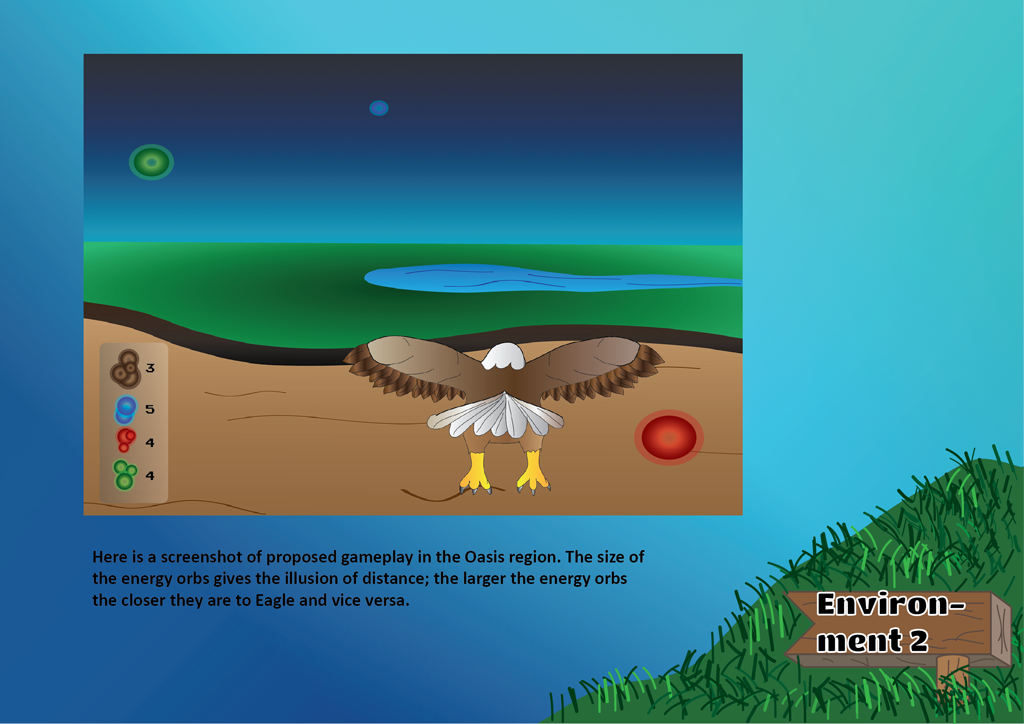 3
5
4
4
Here is a screenshot of proposed gameplay in the Oasis region. The size of
the energy orbs gives the illusion of distance; the larger the energy orbs
the closer they are to Eagle and vice versa.
Environ-
ment 2